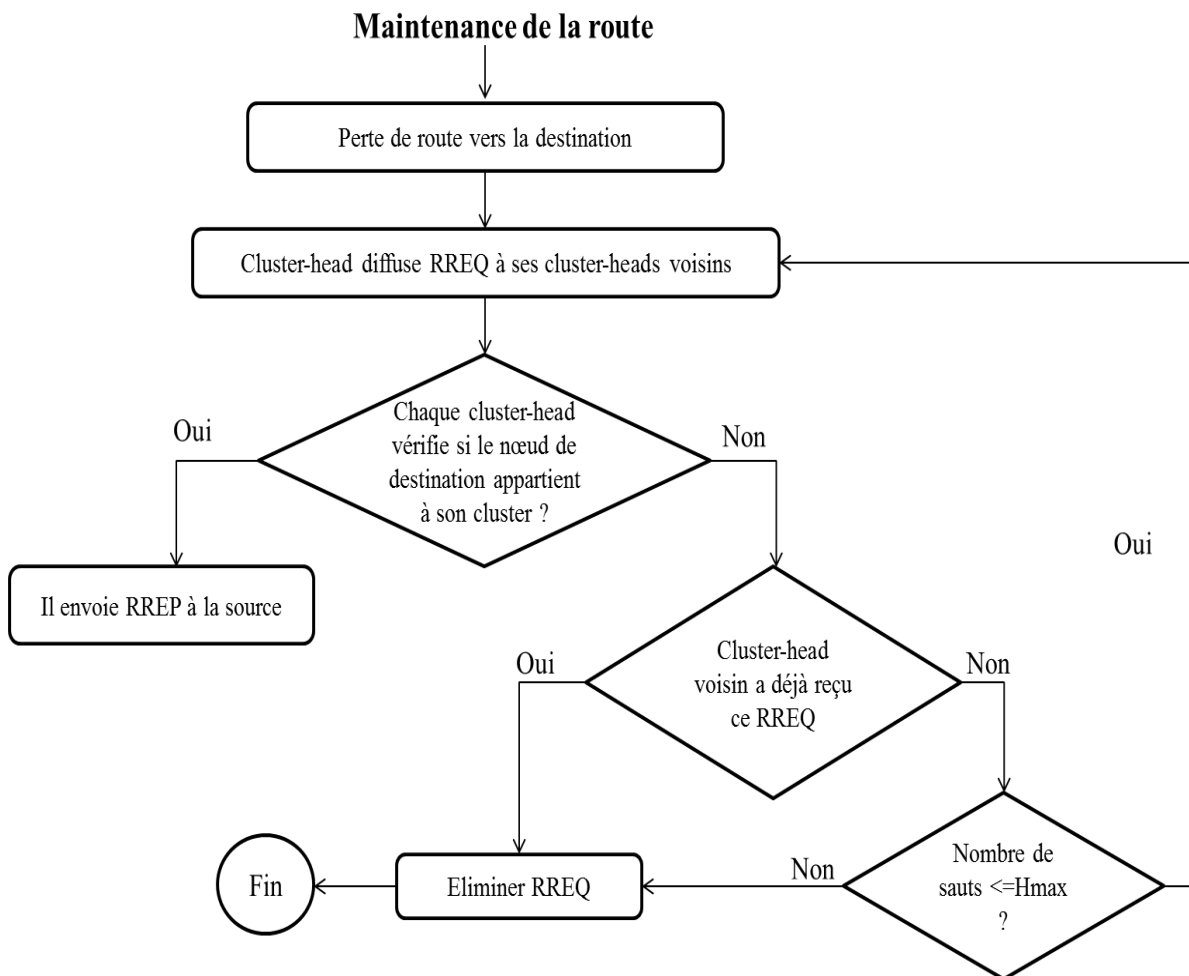 Maintenance de la route
Perte de route vers la destination
Cluster-head diffuse RREQ à ses cluster-heads voisins
Chaque cluster-head
vérifie si le nœud de
destination appartient
à son cluster ?
Oui
Non
Il envoie RREP à la source
Oui
Cluster-head
voisin a déjà reçu
ce RREQ
Oui
Non
Nombre de
sauts <=Hmax
?
Non
Eliminer RREQ
Fin